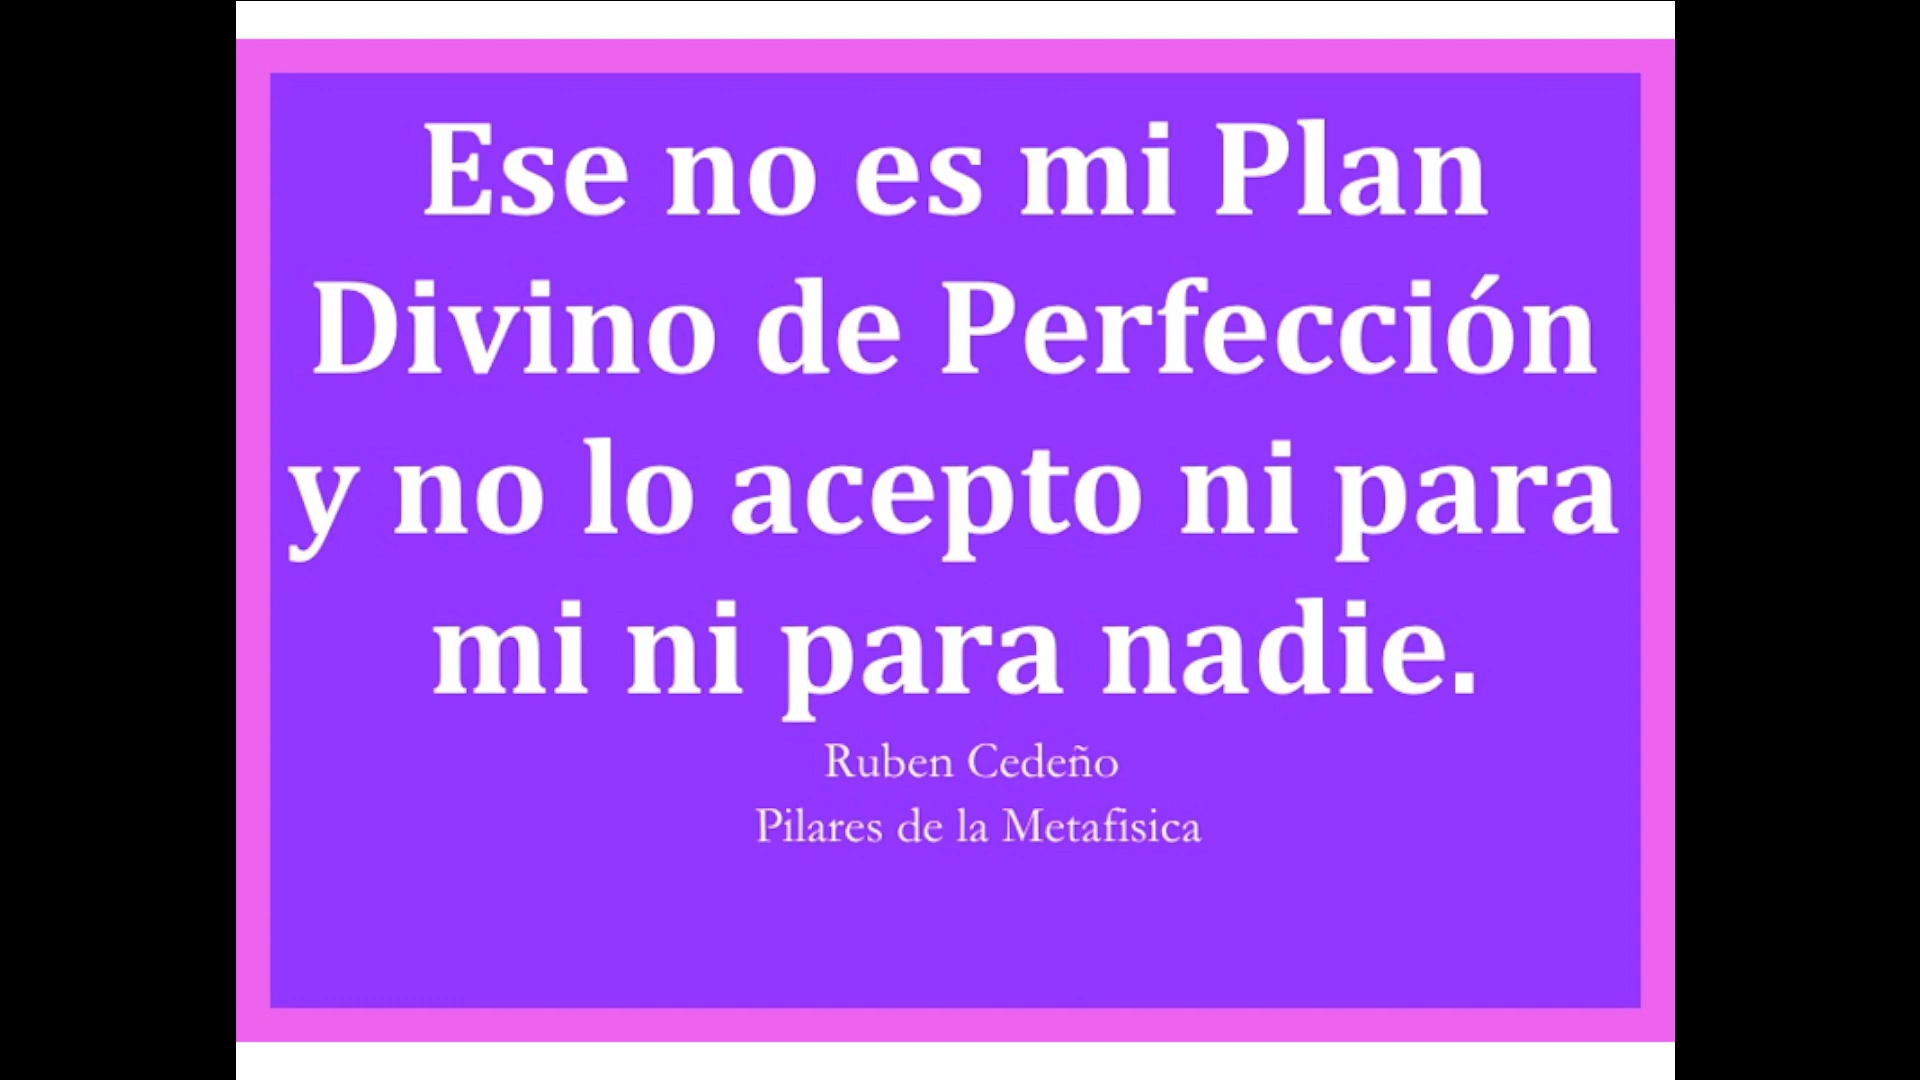 Ese no es mi Plan
Divino de Perfección
y no lo acepto ni para
mi ni para nadie.
Ruben Cedeño
Pilares de la Metafisica